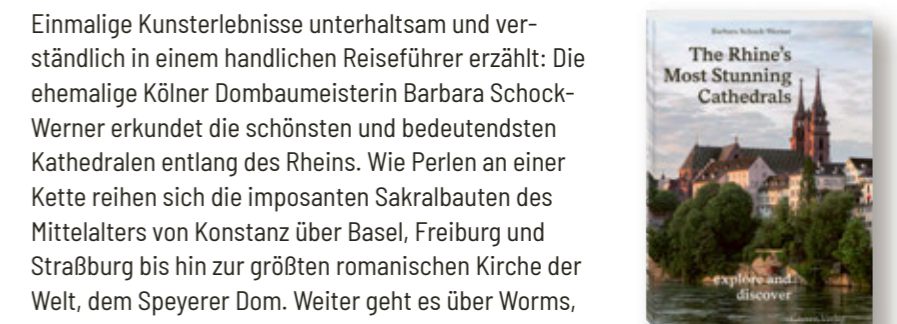 Einmalige Kunsterlebnisse unterhaltsam und ver-
ständlich in einem handlichen Reiseführer erzählt: Die
ehemalige Kölner Dombaumeisterin Barbara Schock-
Werner erkundet die schönsten und bedeutendsten
Kathedralen entlang des Rheins. Wie Perlen an einer
Kette reihen sich die imposanten Sakralbauten des
Mittelalters von Konstanz über Basel, Freiburg und
Straßburg bis hin zur größten romanischen Kirche der
Welt, dem Speyerer Dom. Weiter geht es über Worms,
Barbara Schock-Werner
The Rhine's
Most Stunning
Cathedrals
explore and
discover
Greven Verlag